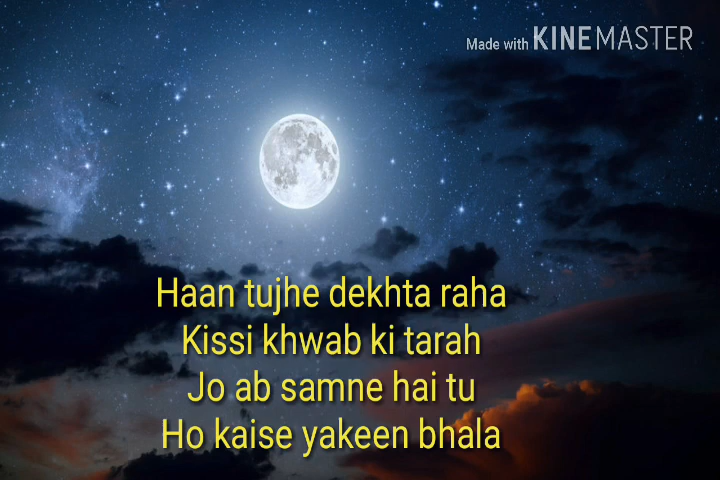 Made with KINEMASTER
Haan tujhe dekhta raha
Kissi khwab ki tarah
Jo ab samne hai tu
Ho kaise yakeen bhala